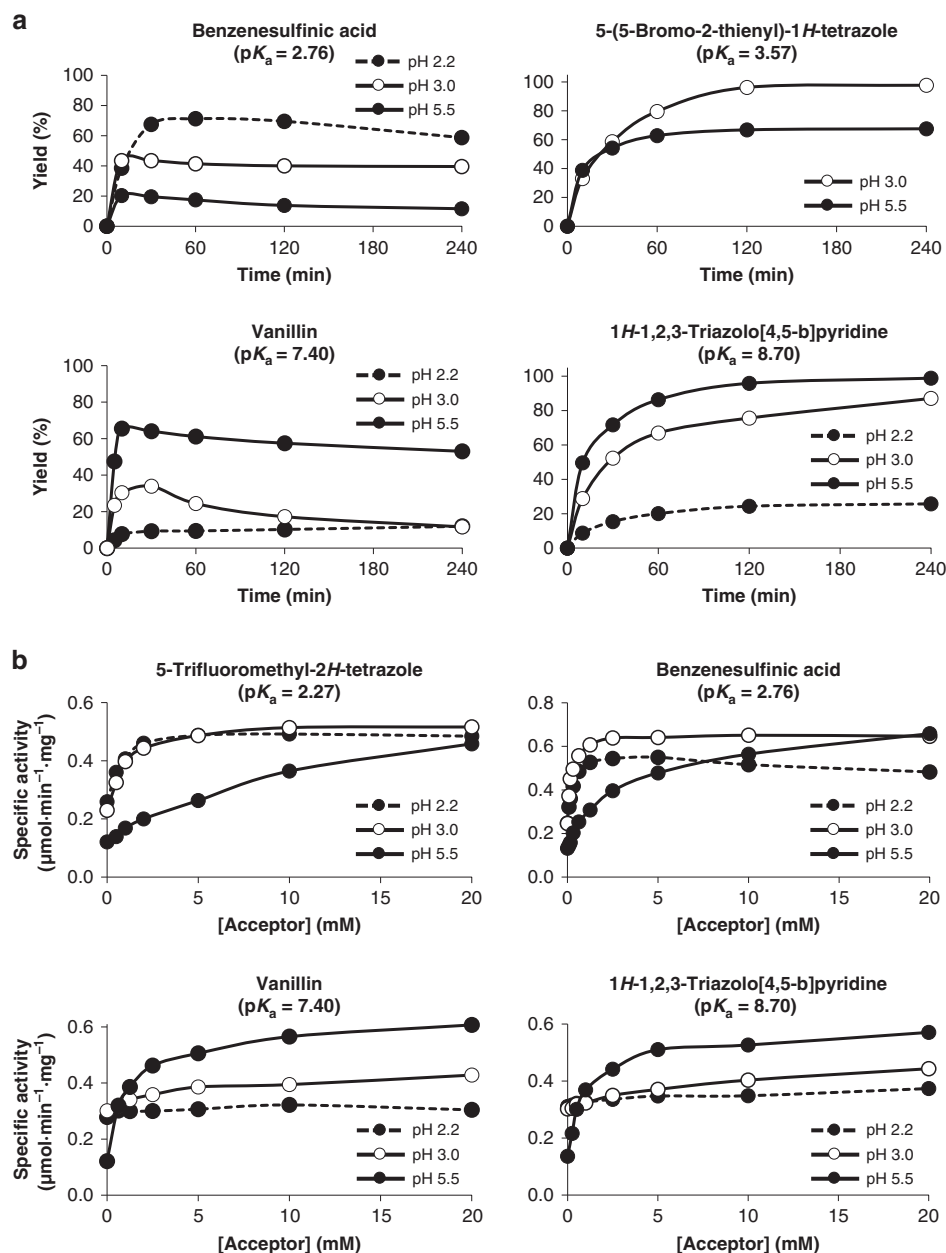 a
Benzenesulfinic acid
(pKa = 2.76)
pH 2.2
pH 3.0
pH 5.5
Yield (%)
100
80
60
40
20
0
0 60 120 180 240
Time (min)
5-(5-Bromo-2-thienyl)-1H-tetrazole
(pKa = 3.57)
100
80
60
40
20
0
pH 3.0
pH 5.5
0 60 120 180 240
Time (min)
Vanillin
(pKa = 7.40)
pH 2.2
pH 3.0
pH 5.5
Yield (%)
100
80
60
40
20
0
0 60 120 180 240
Time (min)
1H-1,2,3-Triazolo[4,5-b]pyridine
(pKa = 8.70)
100
80
60
40
20
0
pH 2.2
pH 3.0
pH 5.5
0 60 120 180 240
Time (min)
b
5-Trifluoromethyl-2H-tetrazole
(pKa = 2.27)
Specific activity
(µmol·min−1·mg−1)
0.6
0.4
0.2
0.0
pH 2.2
pH 3.0
pH 5.5
0 5 10 15 20
[Acceptor] (mM)
Benzenesulfinic acid
(pKa = 2.76)
0.8
0.6
0.4
0.2
0.0
pH 2.2
pH 3.0
pH 5.5
0 5 10 15 20
[Acceptor] (mM)
Vanillin
(pKa = 7.40)
Specific activity
(µmol·min−1·mg−1)
0.6
0.4
0.2
0.0
pH 2.2
pH 3.0
pH 5.5
0 5 10 15 20
[Acceptor] (mM)
1H-1,2,3-Triazolo[4,5-b]pyridine
(pKa = 8.70)
0.6
0.4
0.2
0.0
pH 2.2
pH 3.0
pH 5.5
0 5 10 15 20
[Acceptor] (mM)